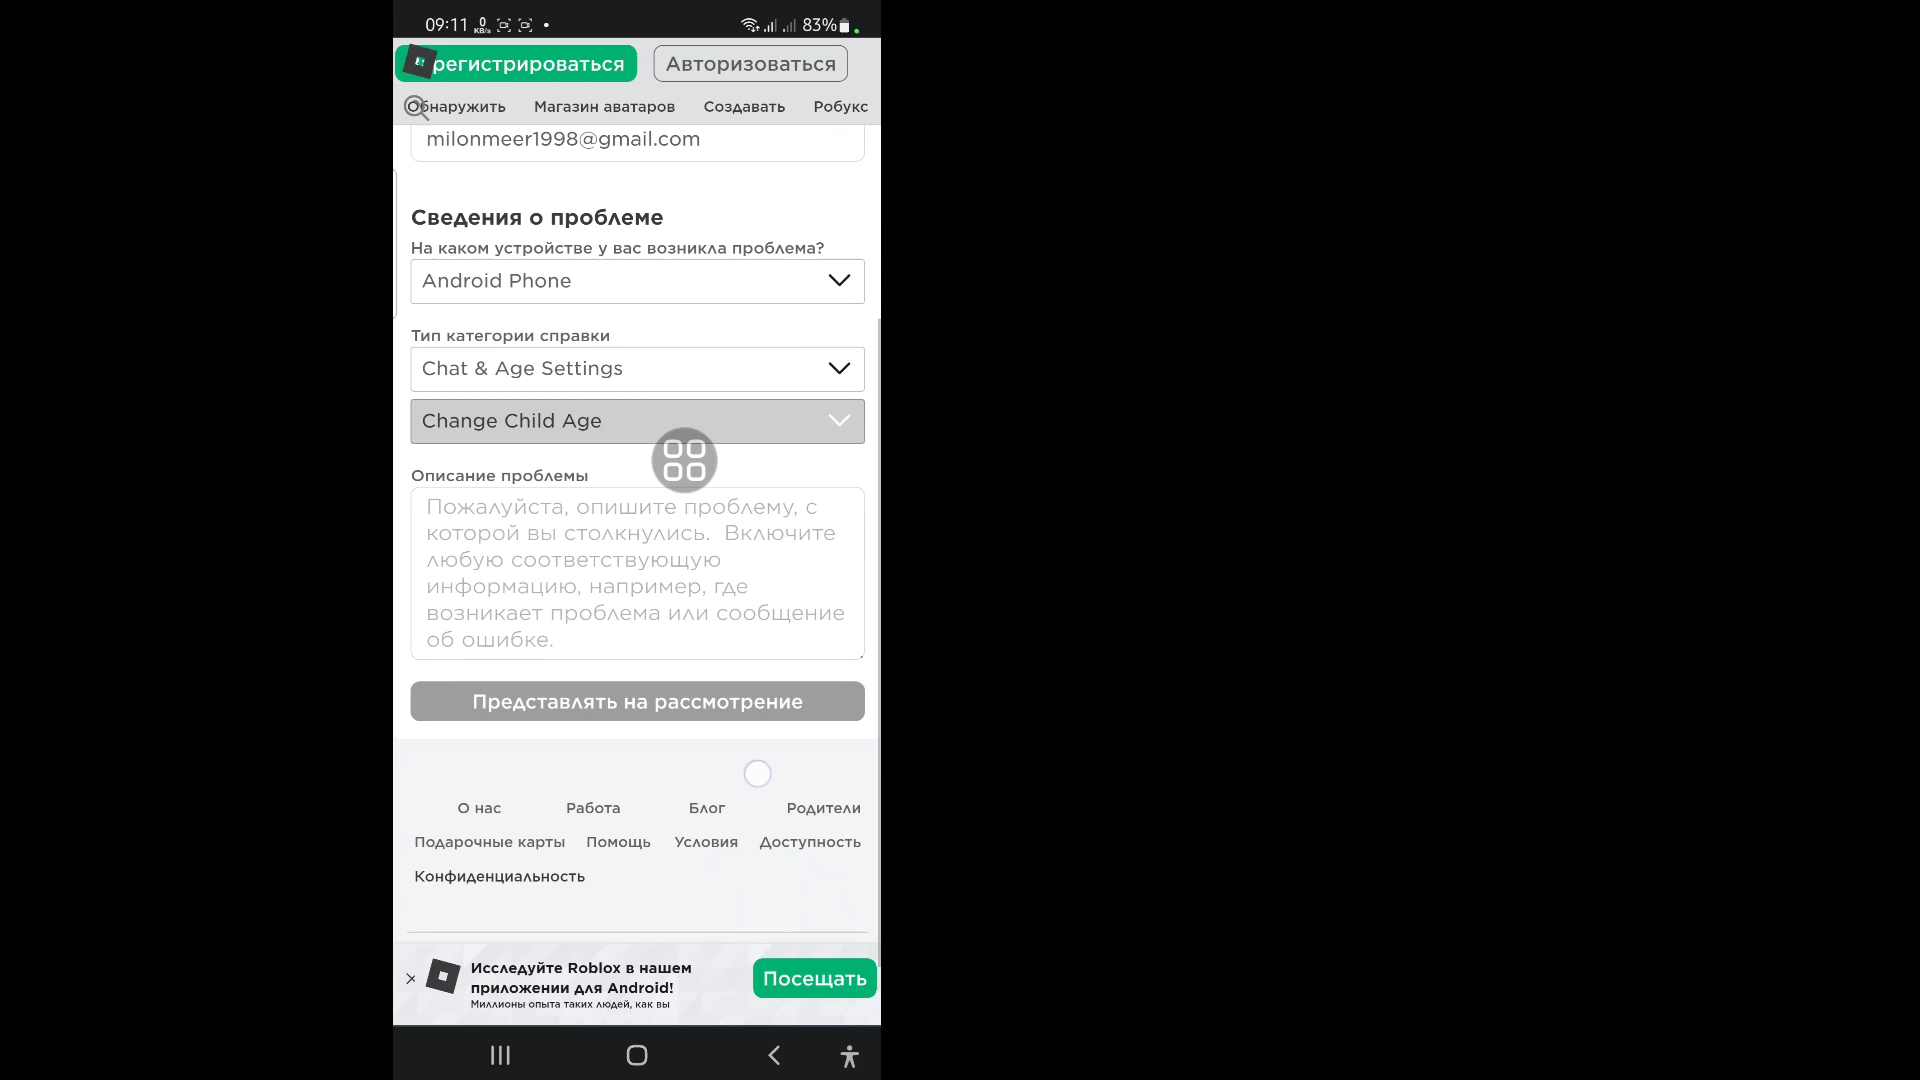 09:11 0 KB/s 83%
регистрироваться Авторизоваться
Обнаружить Магазин аватаров Создавать Робукс
milonmeer1998@gmail.com
Сведения о проблеме
На каком устройстве у вас возникла проблема?
Android Phone
Тип категории справки
Chat & Age Settings
Change Child Age
Описание проблемы
Пожалуйста, опишите проблему, с
которой вы столкнулись. Включите
любую соответствующую
информацию, например, где
возникает проблема или сообщение
об ошибке.
Представлять на рассмотрение
О нас Работа Блог Родители
Подарочные карты Помощь Условия Доступность
Конфиденциальность
Исследуйте Roblox в нашем
приложении для Android!
Миллионы опыта таких людей, как вы
Посещать